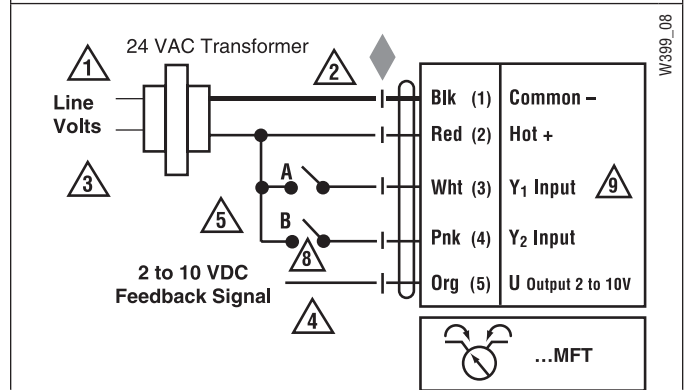 W399_08
24 VAC Transformer
1
2
Line
Volts
3
Blk (1) Common –
Red (2) Hot +
A
Wht (3) Y₁ Input 9
5
B
Pnk (4) Y₂ Input
8
2 to 10 VDC
Feedback Signal
Org (5) U Output 2 to 10V
4
...MFT